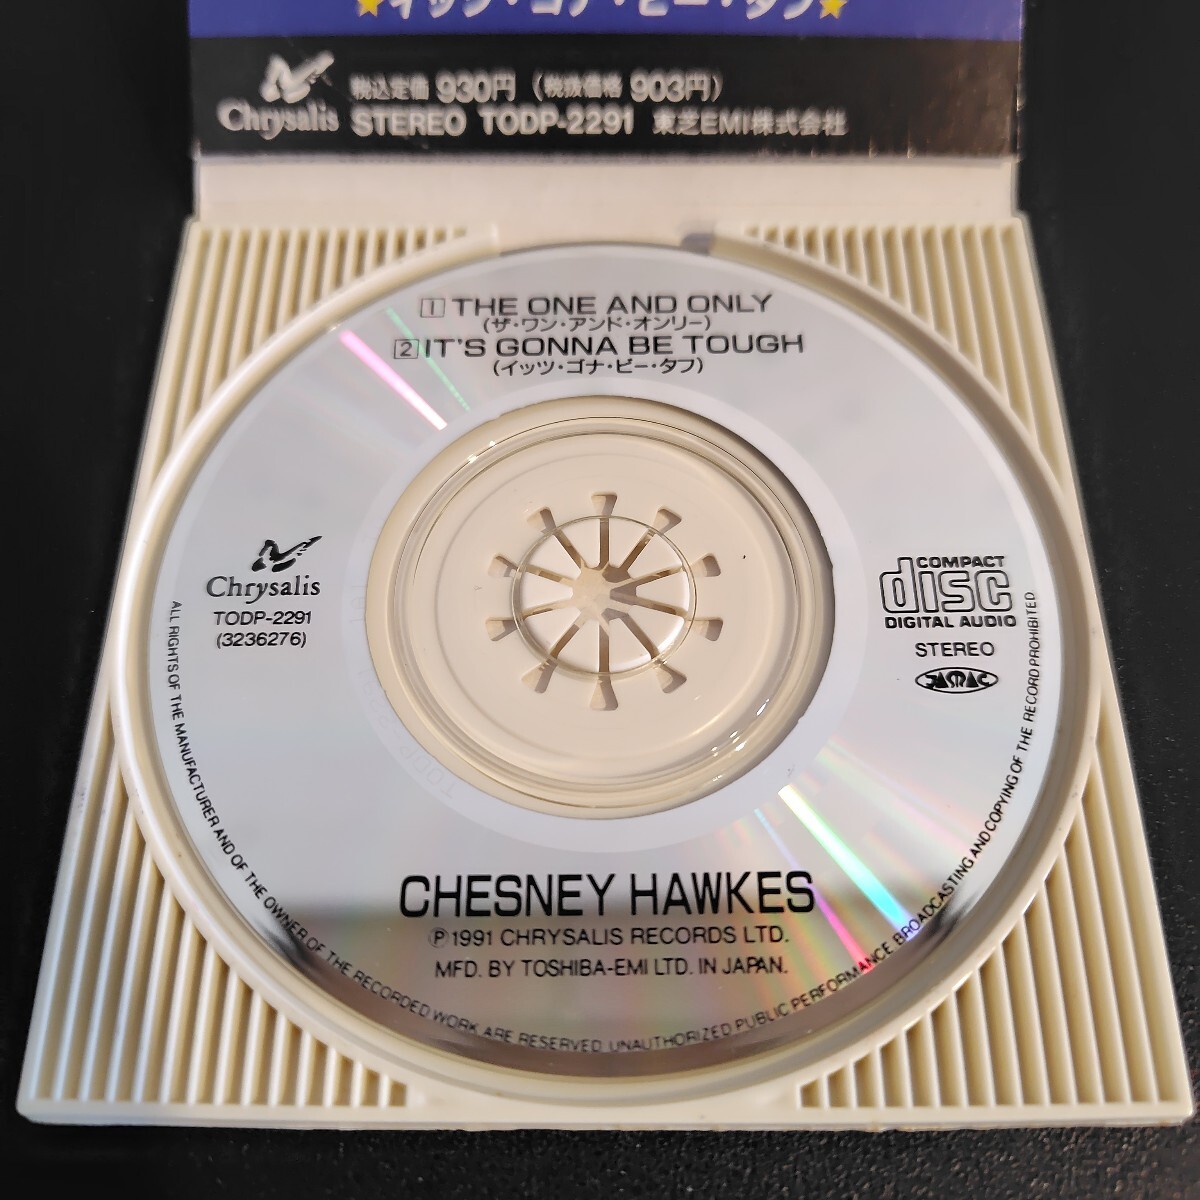 ★イッツ・ゴナ・ビー・タフ★
Chrysalis
税込定価 930円 (税抜価格 903円)
STEREO TODP-2291 東芝EMI株式会社
1 THE ONE AND ONLY
(ザ・ワン・アンド・オンリー)
2 IT'S GONNA BE TOUGH
(イッツ・ゴナ・ビー・タフ)
Chrysalis
TODP-2291
(3236276)
COMPACT
disc
DIGITAL AUDIO
STEREO
JASRAC
CHESNEY HAWKES
℗1991 CHRYSALIS RECORDS LTD.
MFD. BY TOSHIBA-EMI LTD. IN JAPAN.
ALL RIGHTS OF THE MANUFACTURER AND OF THE OWNER OF THE RECORDED WORK ARE RESERVED. UNAUTHORIZED PUBLIC PERFORMANCE BROADCASTING AND COPYING OF THE RECORD PROHIBITED